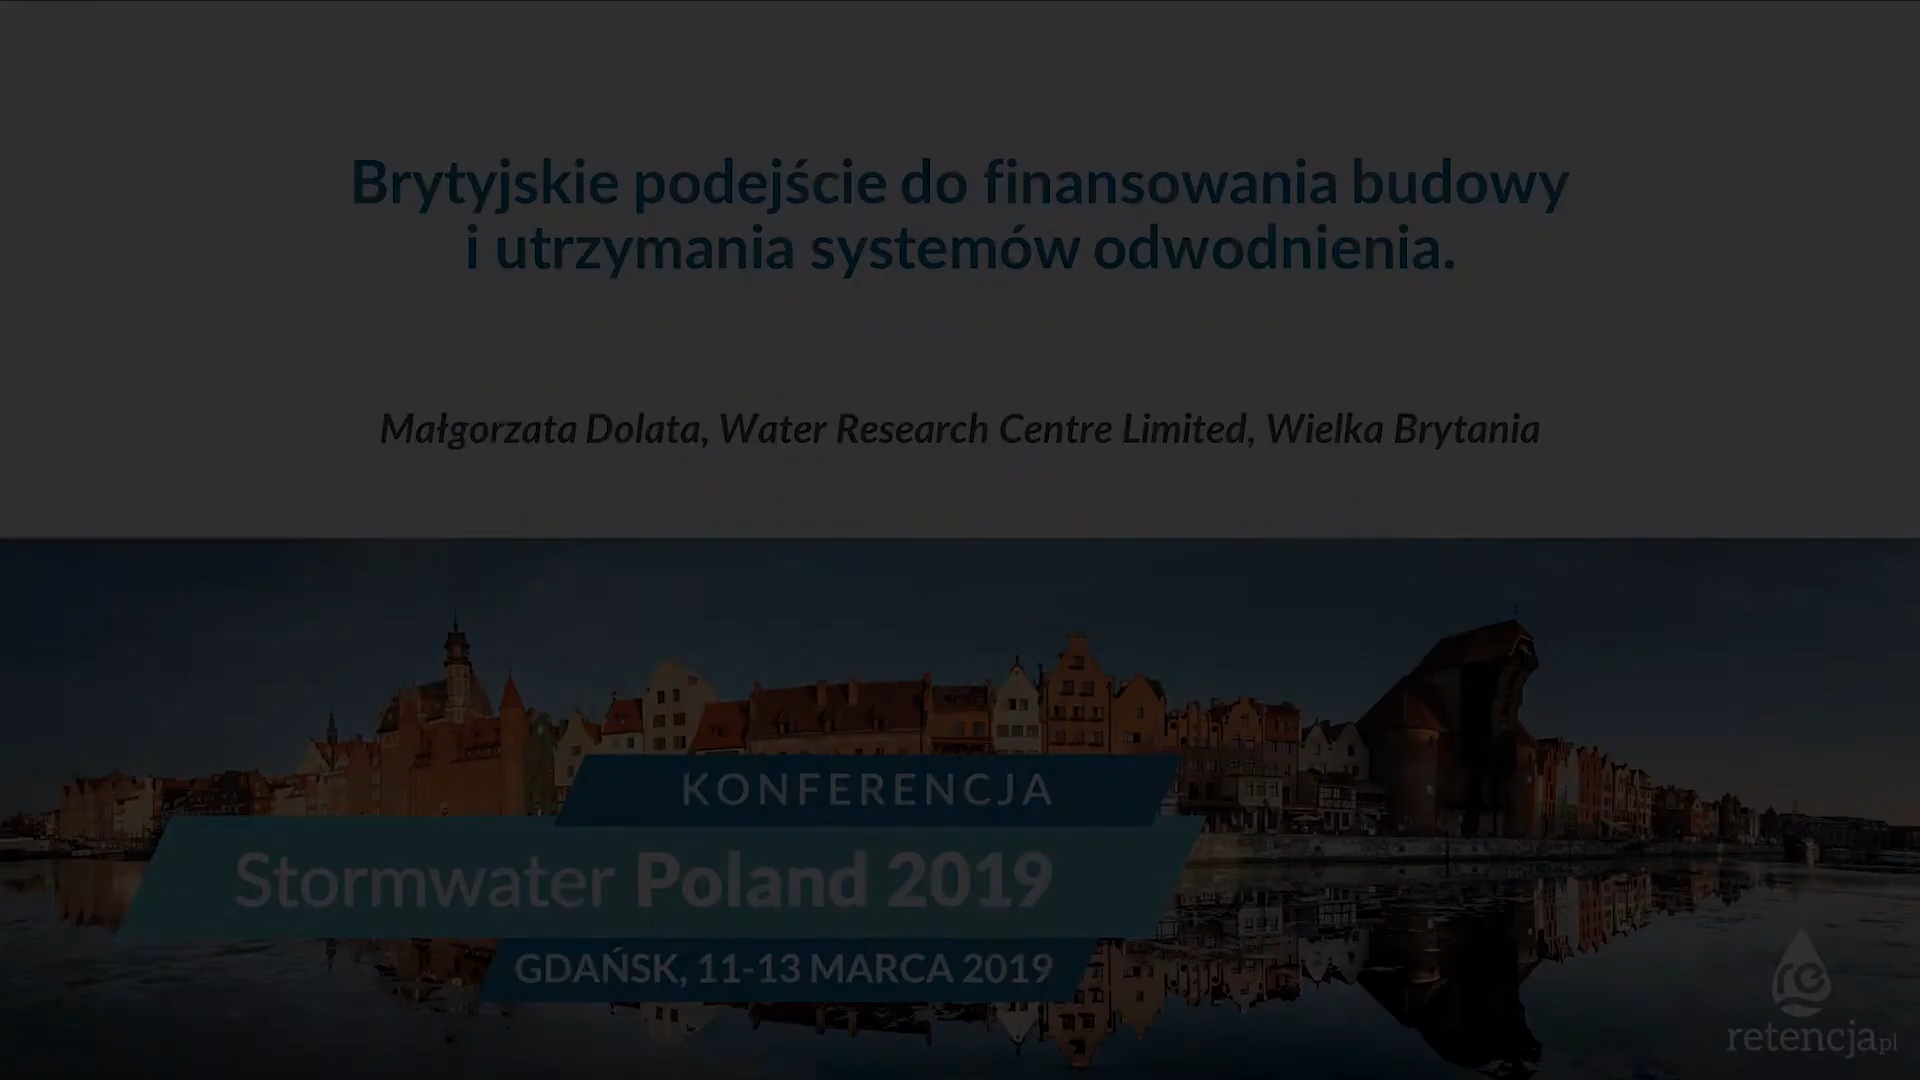 Brytyjskie podejście do finansowania budowy
i utrzymania systemów odwodnienia.
Małgorzata Dolata, Water Research Centre Limited, Wielka Brytania
KONFERENCJA
Stormwater Poland 2019
GDAŃSK, 11-13 MARCA 2019
re
retencja.pl